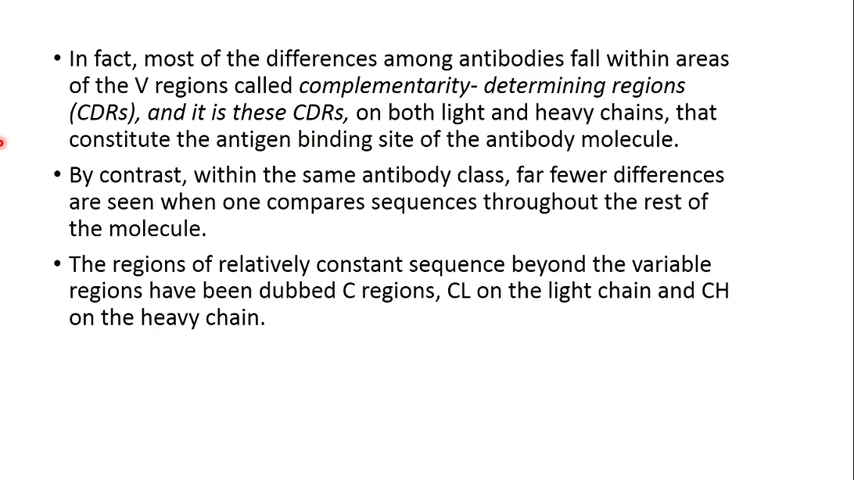 • In fact, most of the differences among antibodies fall within areas
of the V regions called complementarity- determining regions
(CDRs), and it is these CDRs, on both light and heavy chains, that
constitute the antigen binding site of the antibody molecule.
• By contrast, within the same antibody class, far fewer differences
are seen when one compares sequences throughout the rest of
the molecule.
• The regions of relatively constant sequence beyond the variable
regions have been dubbed C regions, CL on the light chain and CH
on the heavy chain.